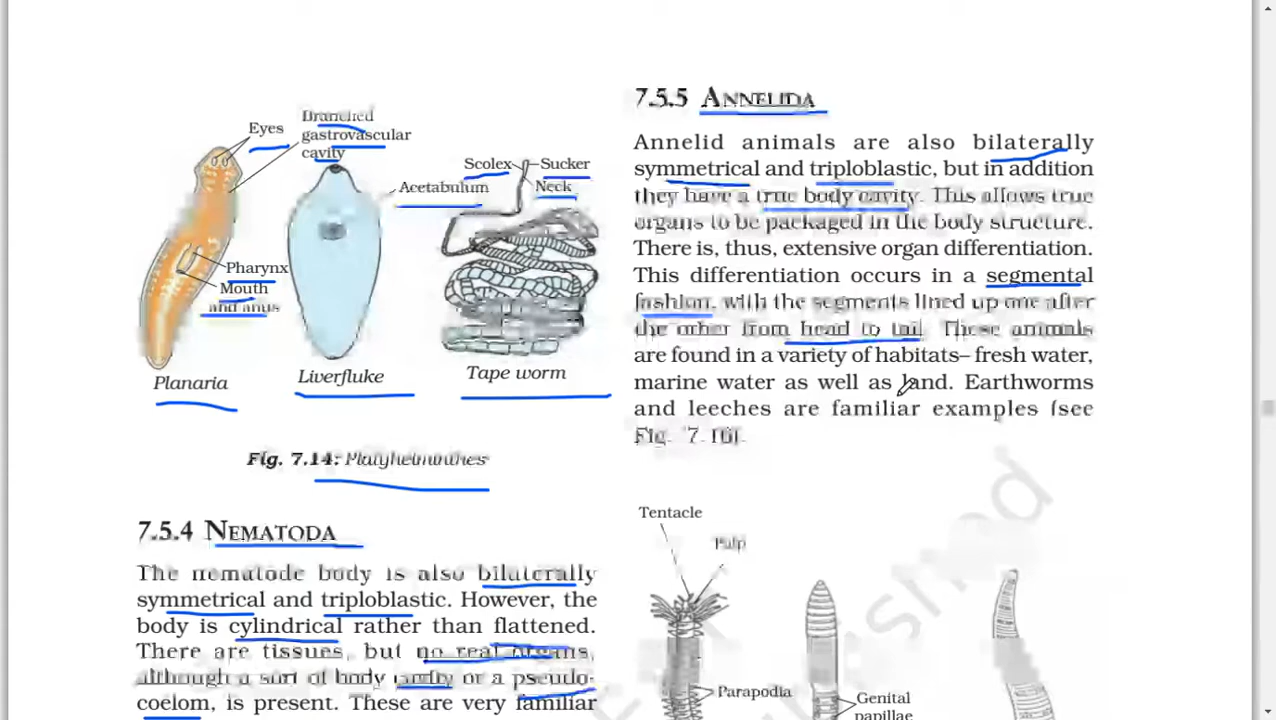 Eyes
Branched
gastrovascular
cavity
Acetabulum
Scolex
Sucker
Neck
Pharynx
Mouth
and anus
Planaria
Liverfluke
Tape worm
Fig. 7.14: Platyhelminthes
7.5.4 NEMATODA
The nematode body is also bilaterally
symmetrical and triploblastic. However, the
body is cylindrical rather than flattened.
There are tissues, but no real organs,
although a sort of body cavity or a pseudo-
coelom, is present. These are very familiar
7.5.5 ANNELIDA
Annelid animals are also bilaterally
symmetrical and triploblastic, but in addition
they have a true body cavity. This allows true
organs to be packaged in the body structure.
There is, thus, extensive organ differentiation.
This differentiation occurs in a segmental
fashion, with the segments lined up one after
the other from head to tail. These animals
are found in a variety of habitats– fresh water,
marine water as well as land. Earthworms
and leeches are familiar examples (see
Fig. 7.16).
Tentacle
Palp
Parapodia
Genital
papillae